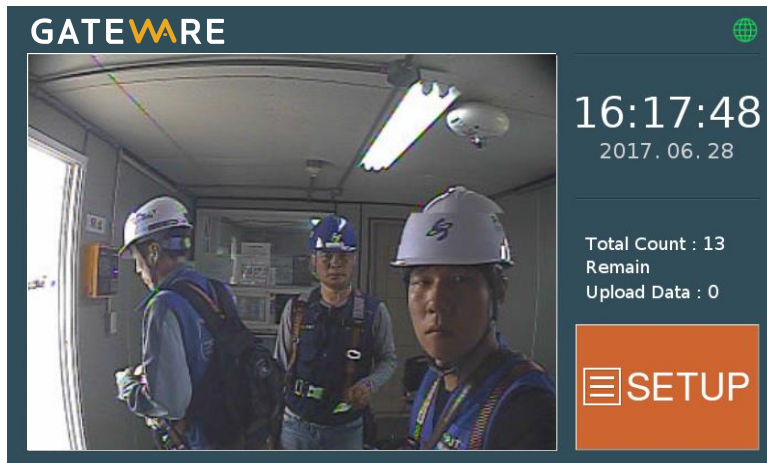 GATEWARE
16:17:48
2017. 06. 28
Total Count : 13
Remain
Upload Data : 0
SETUP